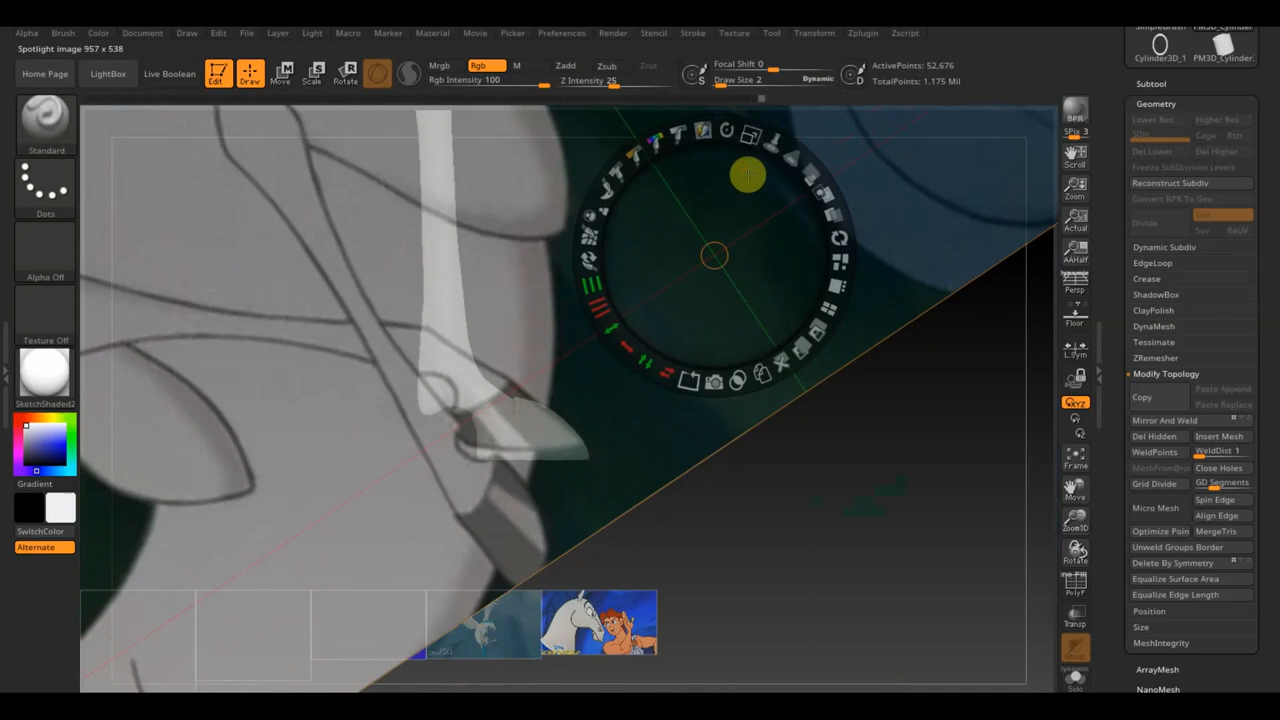 Alpha Brush Color Document Draw Edit File Layer Light Macro Marker Material Movie Picker Preferences Render Stencil Stroke Texture Tool Transform Zplugin Zscript
Spotlight image 957 x 538
Home Page LightBox Live Boolean Edit Draw Move Scale Rotate
Mrgb Rgb M
Rgb Intensity 100
Zadd Zsub Zcut
Z Intensity 25
Focal Shift 0
Draw Size 2 Dynamic
S
D
ActivePoints: 52,676
TotalPoints: 1.175 Mil
Standard
Dots
Alpha Off
Texture Off
SketchShaded2
Gradient
SwitchColor
Alternate
BPR
SPix 3
Scroll
Zoom
Actual
AAHalf
Dynamic
Persp
Floor
L.Sym
XYZ
Frame
Move
Zoom3D
Rotate
Line Fill
PolyF
Transp
Ghost
Dynamic
Solo
SimpleBrush PM3D_Cylinder
Cylinder3D_1 PM3D_Cylinder.
Subtool
Geometry
Lower Res Higher Res
SDiv Cage Rstr
Del Lower Del Higher
Freeze SubDivision Levels
Reconstruct Subdiv
Convert BPR To Geo
Divide Smt
Suv ReUV
Dynamic Subdiv
EdgeLoop
Crease
ShadowBox
ClayPolish
DynaMesh
Tessimate
ZRemesher
Modify Topology
Copy Paste Append
Paste Replace
Mirror And Weld
Del Hidden Insert Mesh
WeldPoints WeldDist 1
MeshFromBru Close Holes
Grid Divide GD Segments
Micro Mesh Spin Edge
Align Edge
Optimize Poin MergeTris
Unweld Groups Border
Delete By Symmetry
Equalize Surface Area
Equalize Edge Length
Position
Size
MeshIntegrity
ArrayMesh
NanoMesh